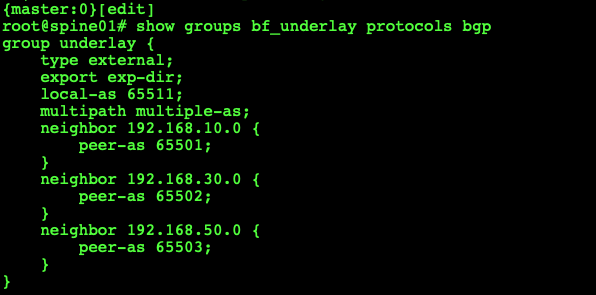 {master:0}[edit]
root@spine01# show groups bf_underlay protocols bgp
group underlay {
    type external;
    export exp-dir;
    local-as 65511;
    multipath multiple-as;
    neighbor 192.168.10.0 {
        peer-as 65501;
    }
    neighbor 192.168.30.0 {
        peer-as 65502;
    }
    neighbor 192.168.50.0 {
        peer-as 65503;
    }
}